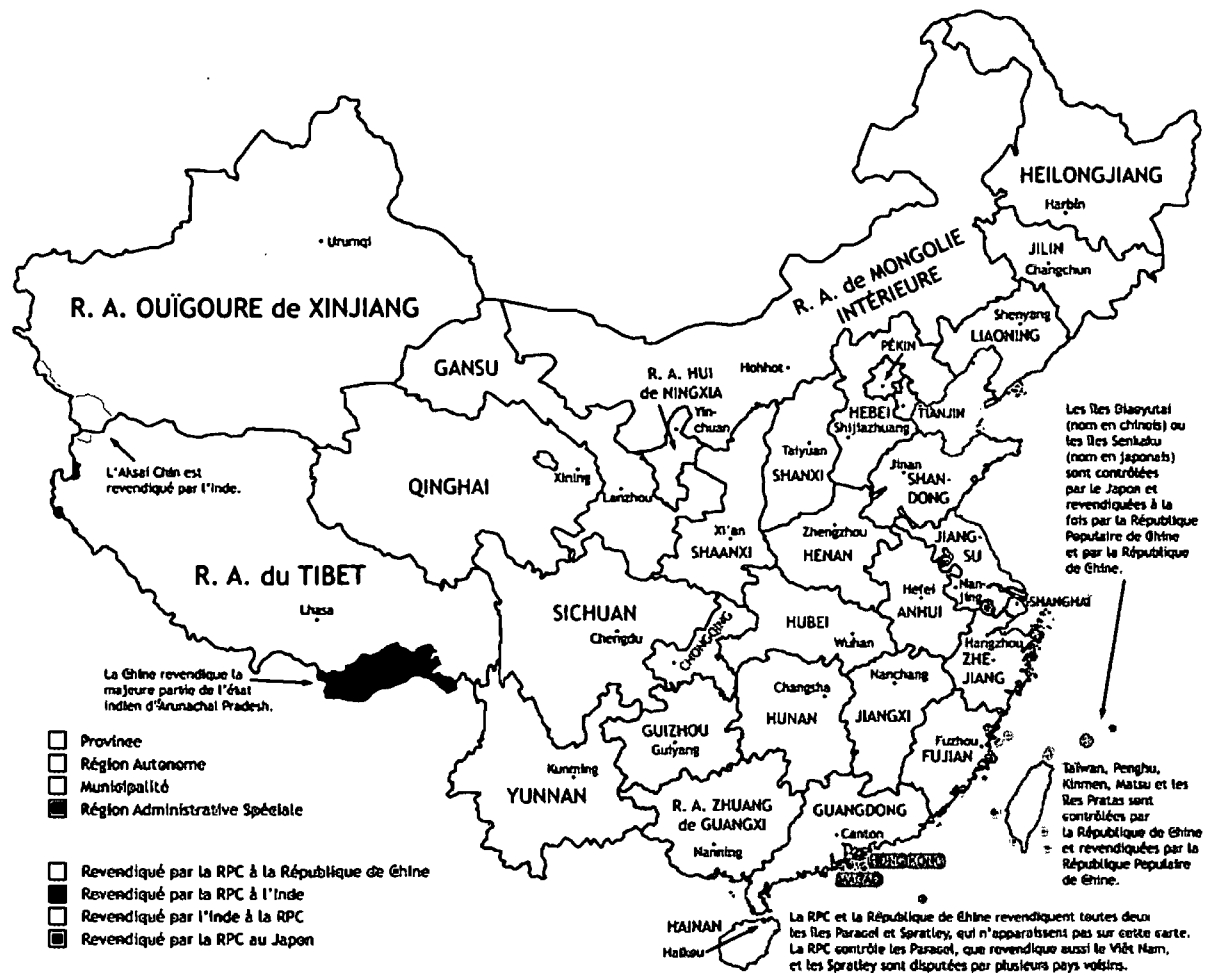 HEILONGJIANG
Harbin
JILIN
Changchun
R. A. de MONGOLIE
INTÉRIEURE
Shenyang
LIAONING
Urumqi
R. A. OUÏGOURE de XINJIANG
GANSU
R. A. HUI
de NINGXIA
Yin-
chuan
Hohhot
PÉKIN
TIANJIN
HEBEI
Shijiazhuang
Taiyuan
SHANXI
Jinan
SHAN-
DONG
L'Aksai Chin est
revendiqué par l'Inde.
QINGHAI
Xining
Lanzhou
Xi'an
SHAANXI
Zhengzhou
HENAN
JIANG-
SU
Nan-
jing
Hefei
ANHUI
SHANGHAÏ
Les îles Diaoyutai
(nom en chinois) ou
les îles Senkaku
(nom en japonais)
sont contrôlées
par le Japon et
revendiquées à la
fois par la République
Populaire de Chine
et par la République
de Chine.
R. A. du TIBET
Lhasa
SICHUAN
Chengdu
CHONGQING
HUBEI
Wuhan
Hangzhou
ZHE-
JIANG
La Chine revendique la
majeure partie de l'état
indien d'Arunachal Pradesh.
Changsha
HUNAN
Nanchang
JIANGXI
GUIZHOU
Guiyang
Fuzhou
FUJIAN
Kunming
YUNNAN
R. A. ZHUANG
de GUANGXI
Nanning
GUANGDONG
Canton
HONG KONG
MACAO
Taïwan, Penghu,
Kinmen, Matsu et les
îles Pratas sont
contrôlées par
la République de Chine
et revendiquées par la
République Populaire
de Chine.
HAINAN
Haikou
Province
Région Autonome
Municipalité
Région Administrative Spéciale
Revendiqué par la RPC à la République de Chine
Revendiqué par la RPC à l'Inde
Revendiqué par l'Inde à la RPC
Revendiqué par la RPC au Japon
La RPC et la République de Chine revendiquent toutes deux
les îles Paracel et Spratley, qui n'apparaissent pas sur cette carte.
La RPC contrôle les Paracel, que revendique aussi le Viêt Nam,
et les Spratley sont disputées par plusieurs pays voisins.